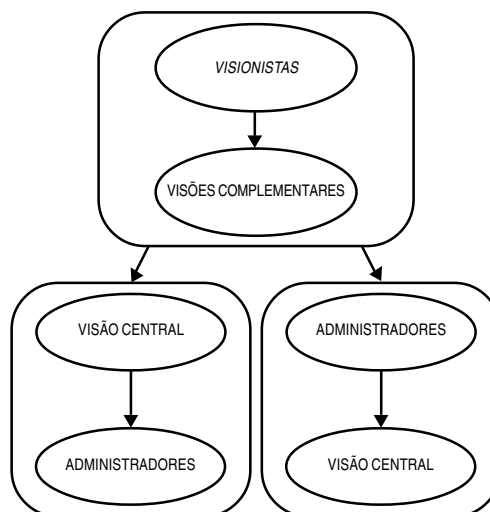 VISIONISTAS
VISÕES COMPLEMENTARES
VISÃO CENTRAL
ADMINISTRADORES
ADMINISTRADORES
VISÃO CENTRAL